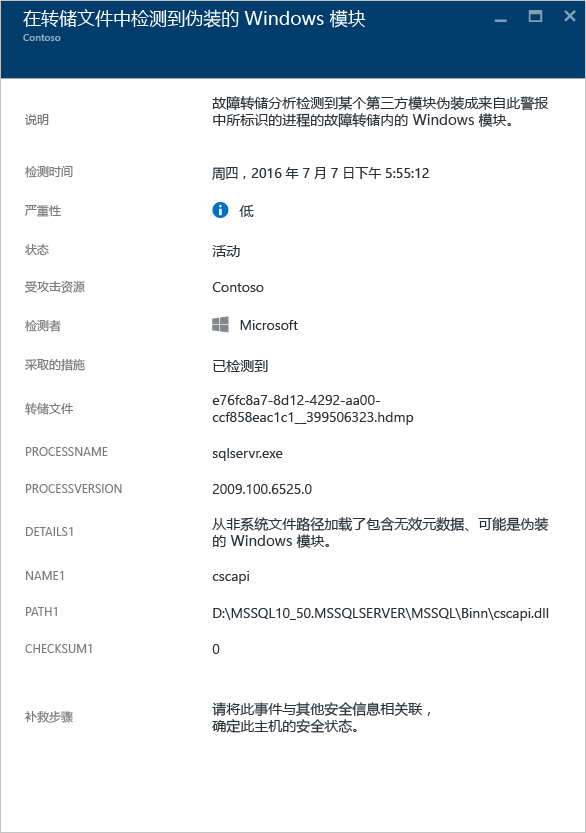 在转储文件中检测到伪装的 Windows 模块
Contoso
说明
故障转储分析检测到某个第三方模块伪装成来自此警报
中所标识的进程的故障转储内的 Windows 模块。
检测时间
周四，2016 年 7 月 7 日下午 5:55:12
严重性
低
状态
活动
受攻击资源
Contoso
检测者
Microsoft
采取的措施
已检测到
转储文件
e76fc8a7-8d12-4292-aa00-
ccf858eac1c1__399506323.hdmp
PROCESSNAME
sqlservr.exe
PROCESSVERSION
2009.100.6525.0
DETAILS1
从非系统文件路径加载了包含无效元数据、可能是伪装
的 Windows 模块。
NAME1
cscapi
PATH1
D:\MSSQL10_50.MSSQLSERVER\MSSQL\Binn\cscapi.dll
CHECKSUM1
0
补救步骤
请将此事件与其他安全信息相关联，
确定此主机的安全状态。